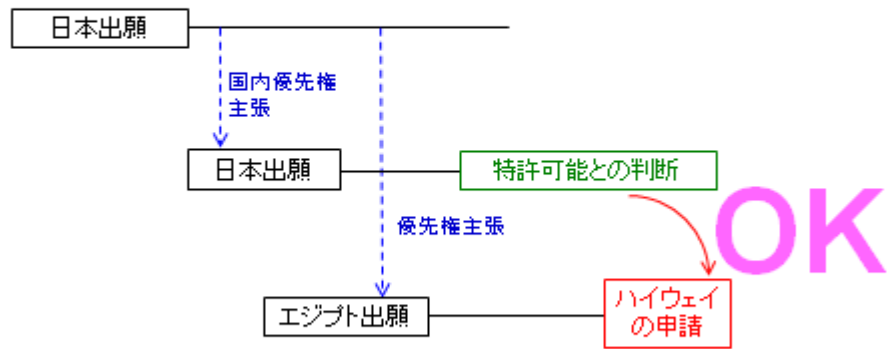 日本出願
国内優先権
主張
日本出願
特許可能との判断
OK
優先権主張
エジプト出願
ハイウェイ
の申請